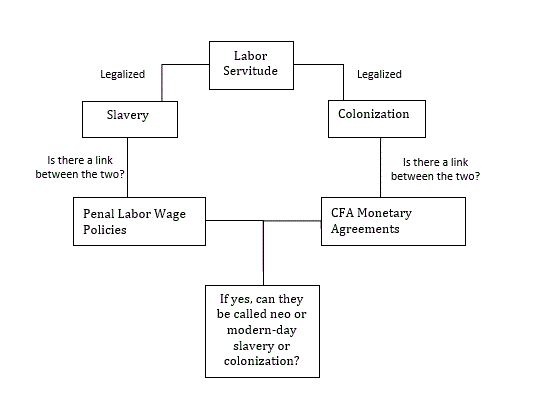 Labor
Servitude
Legalized
Legalized
Slavery
Colonization
Is there a link
between the two?
Is there a link
between the two?
Penal Labor Wage
Policies
CFA Monetary
Agreements
If yes, can they
be called neo or
modern-day
slavery or
colonization?